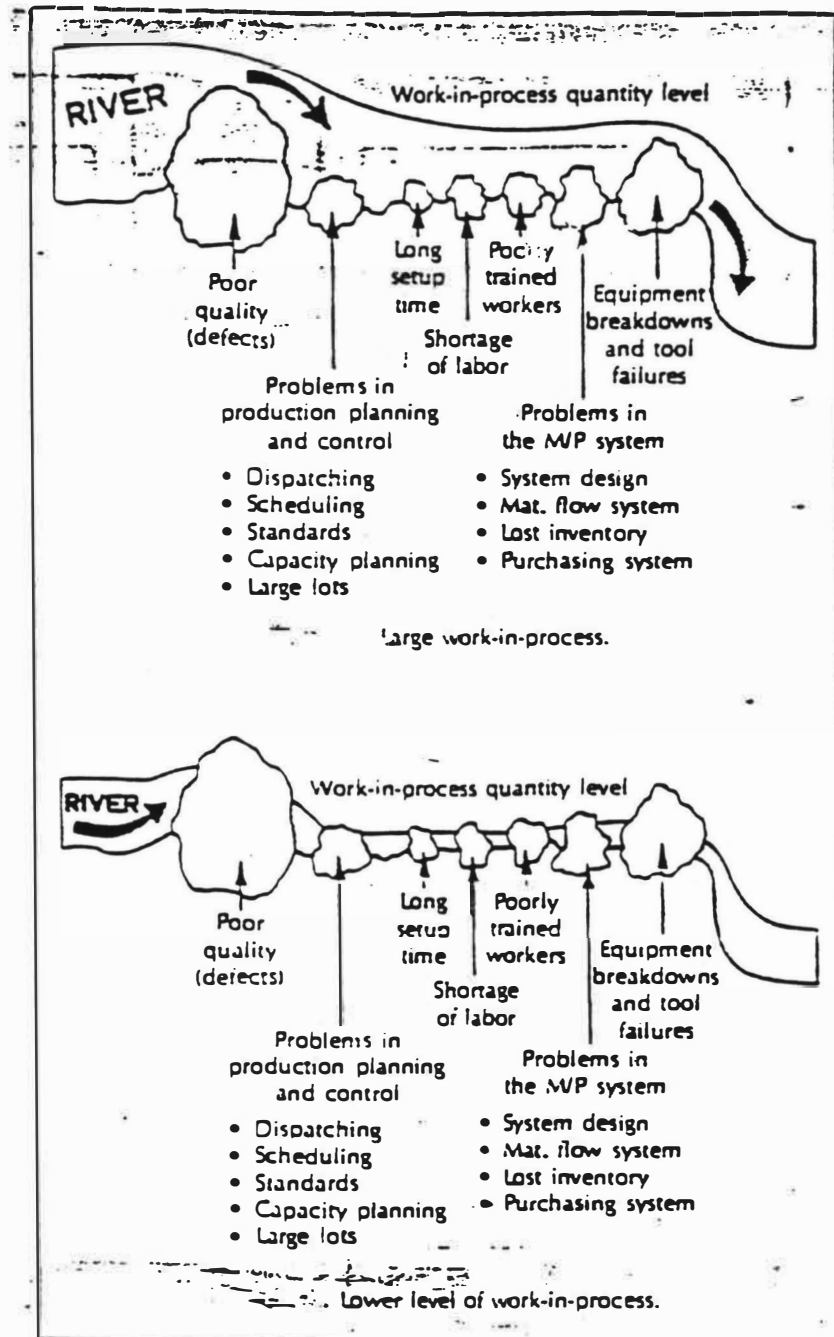 RIVER
Work-in-process quantity level
Poor
quality
(defects)
Long
setup
time
Poorly
trained
workers
Shortage
of labor
Equipment
breakdowns
and tool
failures
Problems in
production planning
and control
• Dispatching
• Scheduling
• Standards
• Capacity planning
• Large lots
Problems in
the M/P system
• System design
• Mat. flow system
• Lost inventory
• Purchasing system
Large work-in-process.
RIVER
Work-in-process quantity level
Poor
quality
(defects)
Long
setup
time
Poorly
trained
workers
Shortage
of labor
Equipment
breakdowns
and tool
failures
Problems in
production planning
and control
• Dispatching
• Scheduling
• Standards
• Capacity planning
• Large lots
Problems in
the M/P system
• System design
• Mat. flow system
• Lost inventory
• Purchasing system
Lower level of work-in-process.